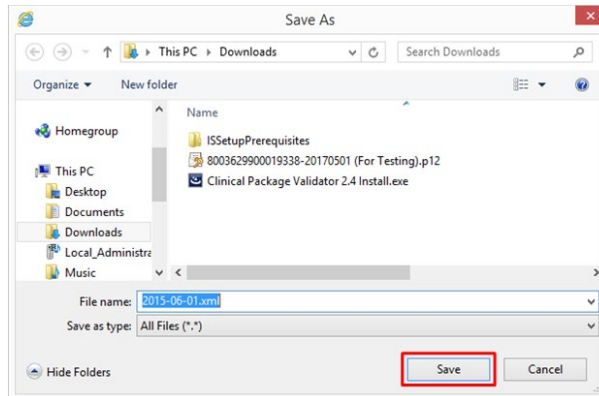 Save As
This PC
Downloads
Search Downloads
Organize
New folder
Name
Homegroup
ISSetupPrerequisites
8003629900019338-20170501 (For Testing).p12
This PC
Clinical Package Validator 2.4 Install.exe
Desktop
Documents
Downloads
Local_Administra
Music
File name: 2015-06-01.xml
Save as type: All Files (*.*)
Hide Folders
Save
Cancel